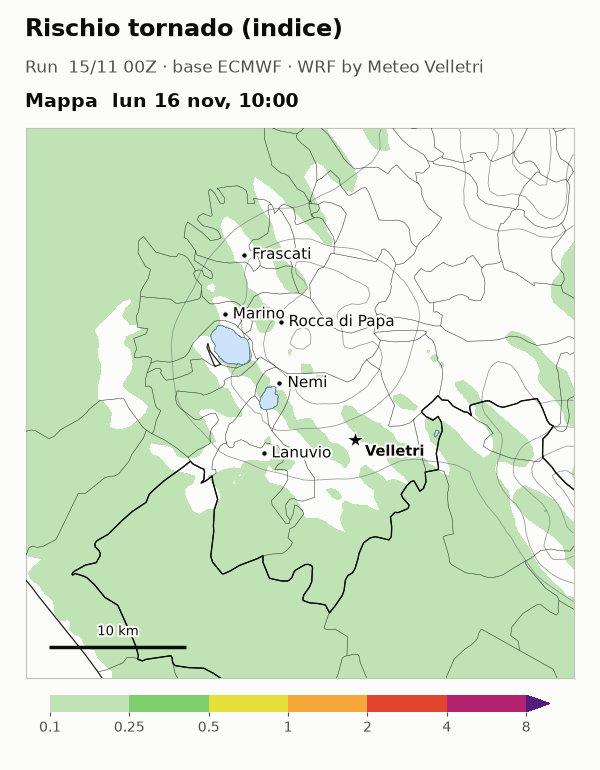 Rischio tornado (indice)
Run  15/11 00Z · base ECMWF · WRF by Meteo Velletri
Mappa  lun 16 nov, 10:00
Frascati
Marino
Rocca di Papa
Nemi
Velletri
Lanuvio
10 km
0.1 0.25 0.5 1 2 4 8